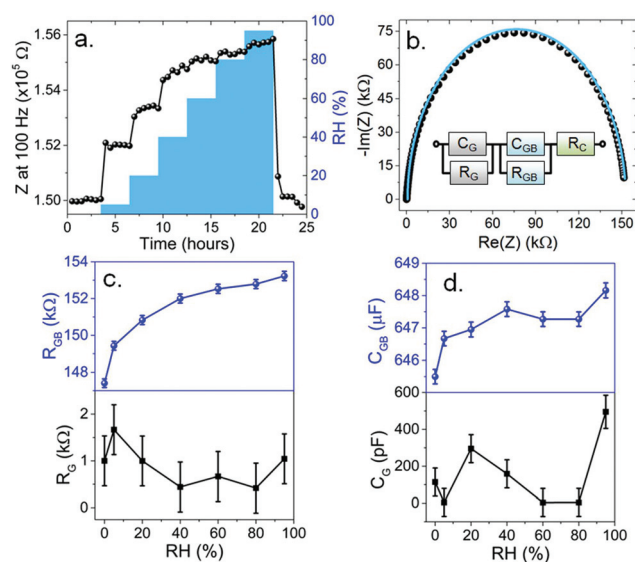 a.
Z at 100 Hz (x10⁵ Ω)
1.56
1.54
1.52
1.50
0 5 10 15 20 25
Time (hours)
100
80
60
40
20
0
RH (%)
b.
-Im(Z) (kΩ)
75
60
45
30
15
0
C_G C_GB R_C
R_G R_GB
0 30 60 90 120 150
Re(Z) (kΩ)
c.
R_GB (kΩ)
154
152
150
148
R_G (kΩ)
2
1
0
0 20 40 60 80 100
RH (%)
d.
C_GB (µF)
649
648
647
646
C_G (pF)
600
400
200
0
0 20 40 60 80 100
RH (%)